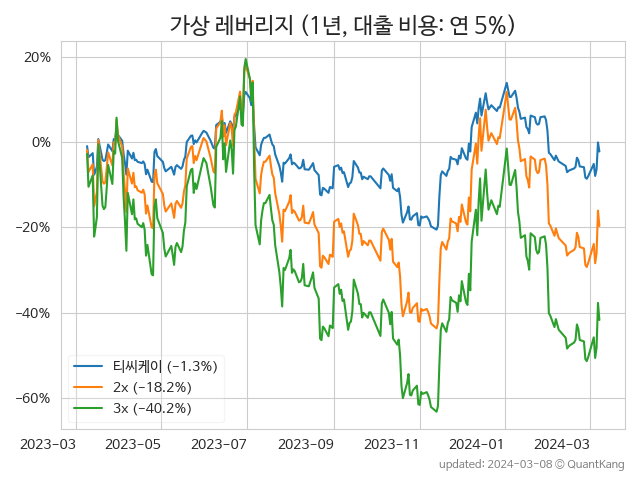 가상 레버리지 (1년, 대출 비용: 연 5%)
20%
0%
−20%
−40%
−60%
티씨케이 (−1.3%)
2x (−18.2%)
3x (−40.2%)
2023-03 2023-05 2023-07 2023-09 2023-11 2024-01 2024-03
updated: 2024-03-08 © QuantKang